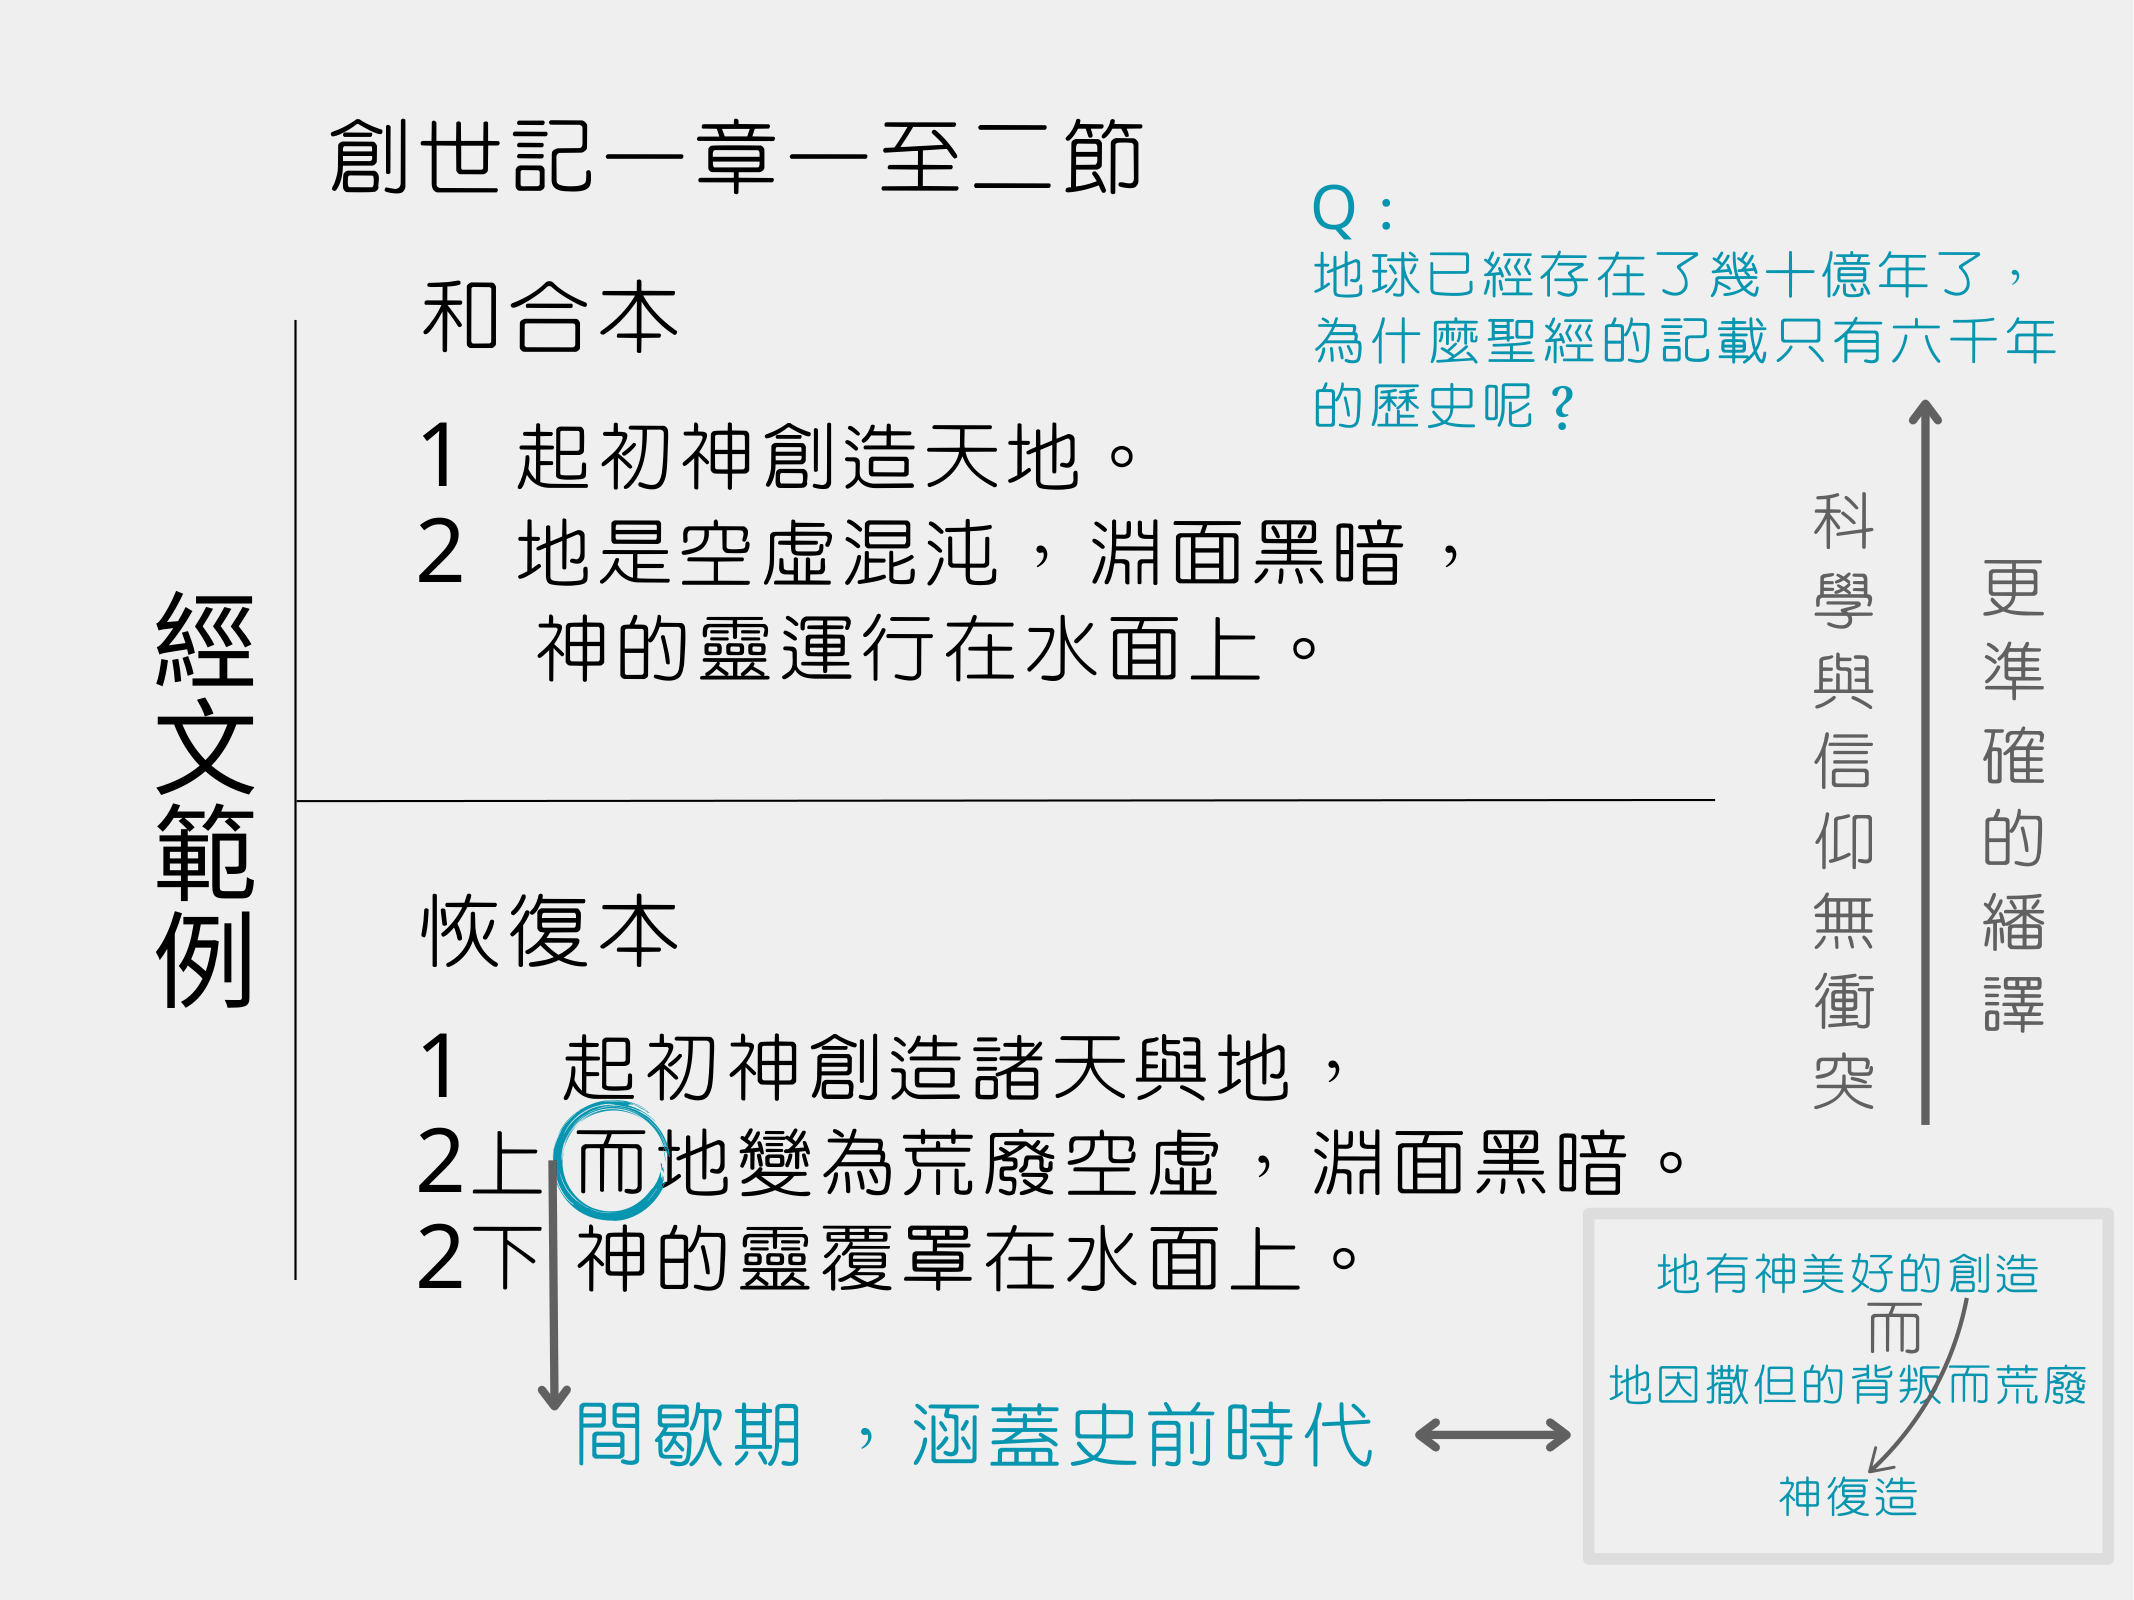 創世記一章一至二節
Q：
地球已經存在了幾十億年了，
為什麼聖經的記載只有六千年
的歷史呢？
經文範例
和合本
1 起初神創造天地。
2 地是空虛混沌，淵面黑暗，
神的靈運行在水面上。
恢復本
1 起初神創造諸天與地，
2上 而地變為荒廢空虛，淵面黑暗。
2下 神的靈覆罩在水面上。
間歇期，涵蓋史前時代
科學與信仰無衝突
更準確的繙譯
地有神美好的創造
而
地因撒但的背叛而荒廢
神復造